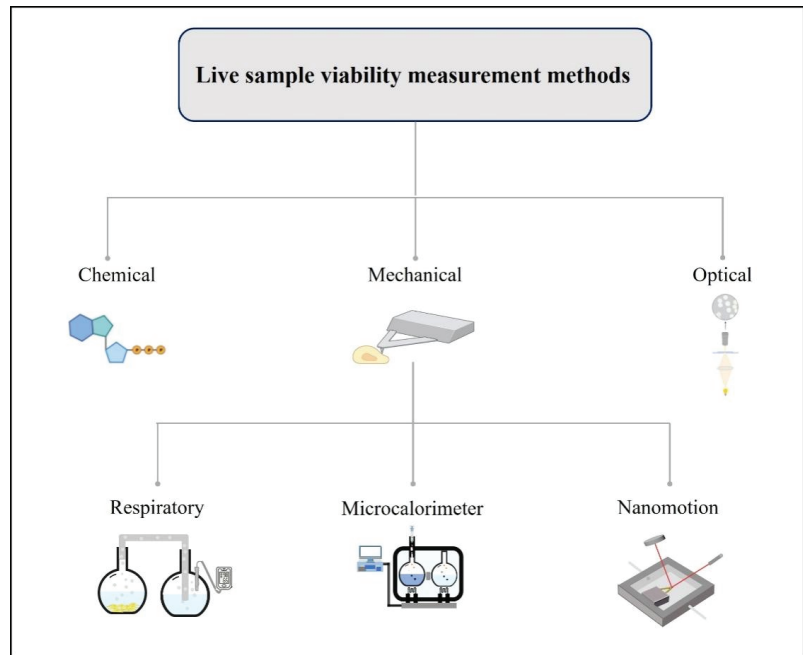 Live sample viability measurement methods
Chemical
Mechanical
Optical
Respiratory
Microcalorimeter
Nanomotion